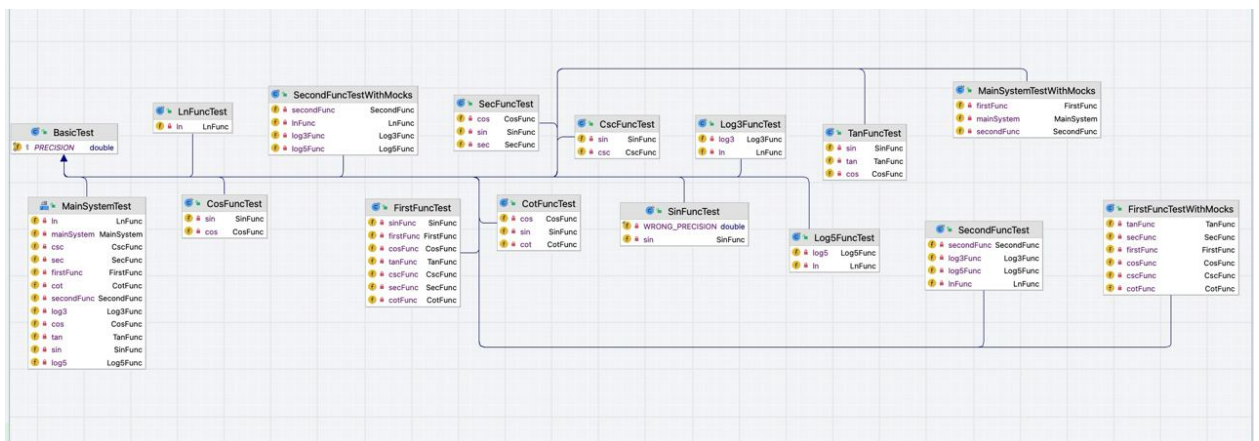 BasicTest
PRECISION double
LnFuncTest
ln LnFunc
SecondFuncTestWithMocks
secondFunc SecondFunc
lnFunc LnFunc
log3Func Log3Func
log5Func Log5Func
SecFuncTest
cos CosFunc
sin SinFunc
sec SecFunc
CscFuncTest
sin SinFunc
csc CscFunc
Log3FuncTest
log3 Log3Func
ln LnFunc
TanFuncTest
sin SinFunc
tan TanFunc
cos CosFunc
MainSystemTestWithMocks
firstFunc FirstFunc
mainSystem MainSystem
secondFunc SecondFunc
MainSystemTest
ln LnFunc
mainSystem MainSystem
csc CscFunc
sec SecFunc
firstFunc FirstFunc
cot CotFunc
secondFunc SecondFunc
log3 Log3Func
cos CosFunc
tan TanFunc
sin SinFunc
log5 Log5Func
CosFuncTest
sin SinFunc
cos CosFunc
FirstFuncTest
sinFunc SinFunc
firstFunc FirstFunc
cosFunc CosFunc
tanFunc TanFunc
cscFunc CscFunc
secFunc SecFunc
cotFunc CotFunc
CotFuncTest
cos CosFunc
sin SinFunc
cot CotFunc
SinFuncTest
WRONG_PRECISION double
sin SinFunc
Log5FuncTest
log5 Log5Func
ln LnFunc
SecondFuncTest
secondFunc SecondFunc
log3Func Log3Func
log5Func Log5Func
lnFunc LnFunc
FirstFuncTestWithMocks
tanFunc TanFunc
secFunc SecFunc
firstFunc FirstFunc
cosFunc CosFunc
cscFunc CscFunc
cotFunc CotFunc